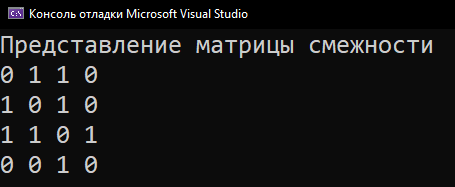 Консоль отладки Microsoft Visual Studio
Представление матрицы смежности
0 1 1 0
1 0 1 0
1 1 0 1
0 0 1 0